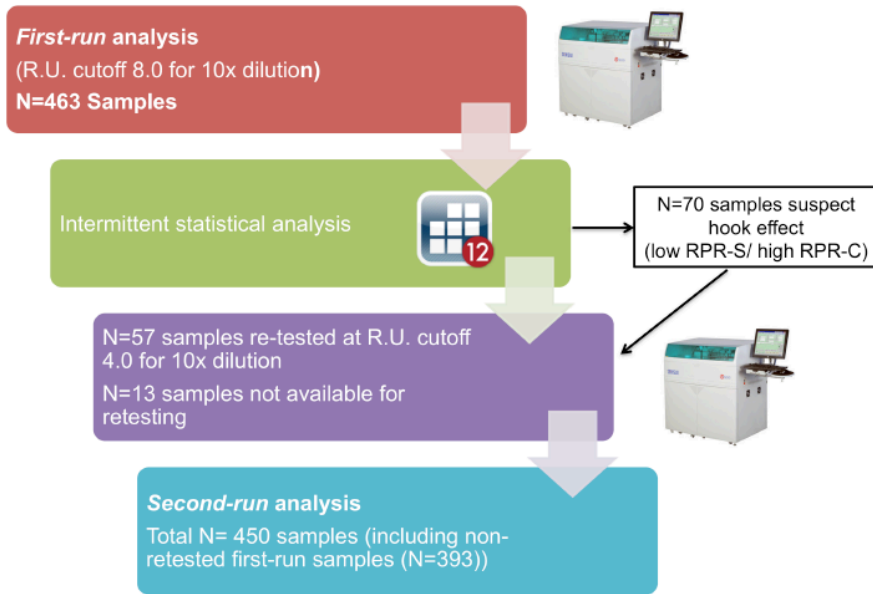 First-run analysis
(R.U. cutoff 8.0 for 10x dilution)
N=463 Samples
Intermittent statistical analysis
12
N=70 samples suspect
hook effect
(low RPR-S/ high RPR-C)
N=57 samples re-tested at R.U. cutoff
4.0 for 10x dilution
N=13 samples not available for
retesting
Second-run analysis
Total N= 450 samples (including non-
retested first-run samples (N=393))